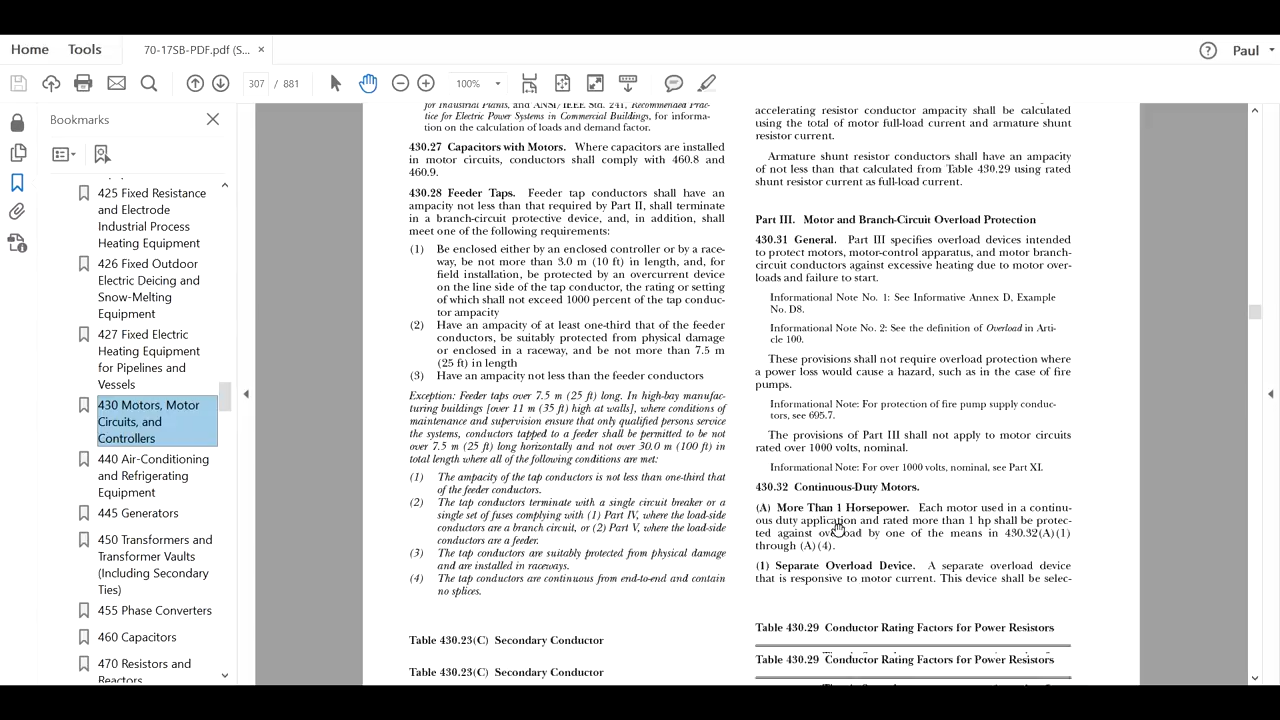 Home
Tools
70-17SB-PDF.pdf (S...
×
Paul
307 / 881
100%
Bookmarks
425 Fixed Resistance
and Electrode
Industrial Process
Heating Equipment
426 Fixed Outdoor
Electric Deicing and
Snow-Melting
Equipment
427 Fixed Electric
Heating Equipment
for Pipelines and
Vessels
430 Motors, Motor
Circuits, and
Controllers
440 Air-Conditioning
and Refrigerating
Equipment
445 Generators
450 Transformers and
Transformer Vaults
(Including Secondary
Ties)
455 Phase Converters
460 Capacitors
470 Resistors and
Reactors
for Industrial Plants, and ANSI/IEEE Std. 241, Recommended Prac-
tice for Electric Power Systems in Commercial Buildings, for informa-
tion on the calculation of loads and demand factor.
430.27 Capacitors with Motors. Where capacitors are installed
in motor circuits, conductors shall comply with 460.8 and
460.9.
430.28 Feeder Taps. Feeder tap conductors shall have an
ampacity not less than that required by Part II, shall terminate
in a branch-circuit protective device, and, in addition, shall
meet one of the following requirements:
(1) Be enclosed either by an enclosed controller or by a race-
way, be not more than 3.0 m (10 ft) in length, and, for
field installation, be protected by an overcurrent device
on the line side of the tap conductor, the rating or setting
of which shall not exceed 1000 percent of the tap conduc-
tor ampacity
(2) Have an ampacity of at least one-third that of the feeder
conductors, be suitably protected from physical damage
or enclosed in a raceway, and be not more than 7.5 m
(25 ft) in length
(3) Have an ampacity not less than the feeder conductors
Exception: Feeder taps over 7.5 m (25 ft) long. In high-bay manufac-
turing buildings [over 11 m (35 ft) high at walls], where conditions of
maintenance and supervision ensure that only qualified persons service
the systems, conductors tapped to a feeder shall be permitted to be not
over 7.5 m (25 ft) long horizontally and not over 30.0 m (100 ft) in
total length where all of the following conditions are met:
(1) The ampacity of the tap conductors is not less than one-third that
of the feeder conductors.
(2) The tap conductors terminate with a single circuit breaker or a
single set of fuses complying with (1) Part IV, where the load-side
conductors are a branch circuit, or (2) Part V, where the load-side
conductors are a feeder.
(3) The tap conductors are suitably protected from physical damage
and are installed in raceways.
(4) The tap conductors are continuous from end-to-end and contain
no splices.
Table 430.23(C) Secondary Conductor
Table 430.23(C) Secondary Conductor
accelerating resistor conductor ampacity shall be calculated
using the total of motor full-load current and armature shunt
resistor current.
Armature shunt resistor conductors shall have an ampacity
of not less than that calculated from Table 430.29 using rated
shunt resistor current as full-load current.
Part III. Motor and Branch-Circuit Overload Protection
430.31 General. Part III specifies overload devices intended
to protect motors, motor-control apparatus, and motor branch-
circuit conductors against excessive heating due to motor over-
loads and failure to start.
Informational Note No. 1: See Informative Annex D, Example
No. D8.
Informational Note No. 2: See the definition of Overload in Arti-
cle 100.
These provisions shall not require overload protection where
a power loss would cause a hazard, such as in the case of fire
pumps.
Informational Note: For protection of fire pump supply conduc-
tors, see 695.7.
The provisions of Part III shall not apply to motor circuits
rated over 1000 volts, nominal.
Informational Note: For over 1000 volts, nominal, see Part XI.
430.32 Continuous-Duty Motors.
(A) More Than 1 Horsepower. Each motor used in a continu-
ous duty application and rated more than 1 hp shall be protec-
ted against overload by one of the means in 430.32(A)(1)
through (A)(4).
(1) Separate Overload Device. A separate overload device
that is responsive to motor current. This device shall be selec-
Table 430.29 Conductor Rating Factors for Power Resistors
Table 430.29 Conductor Rating Factors for Power Resistors